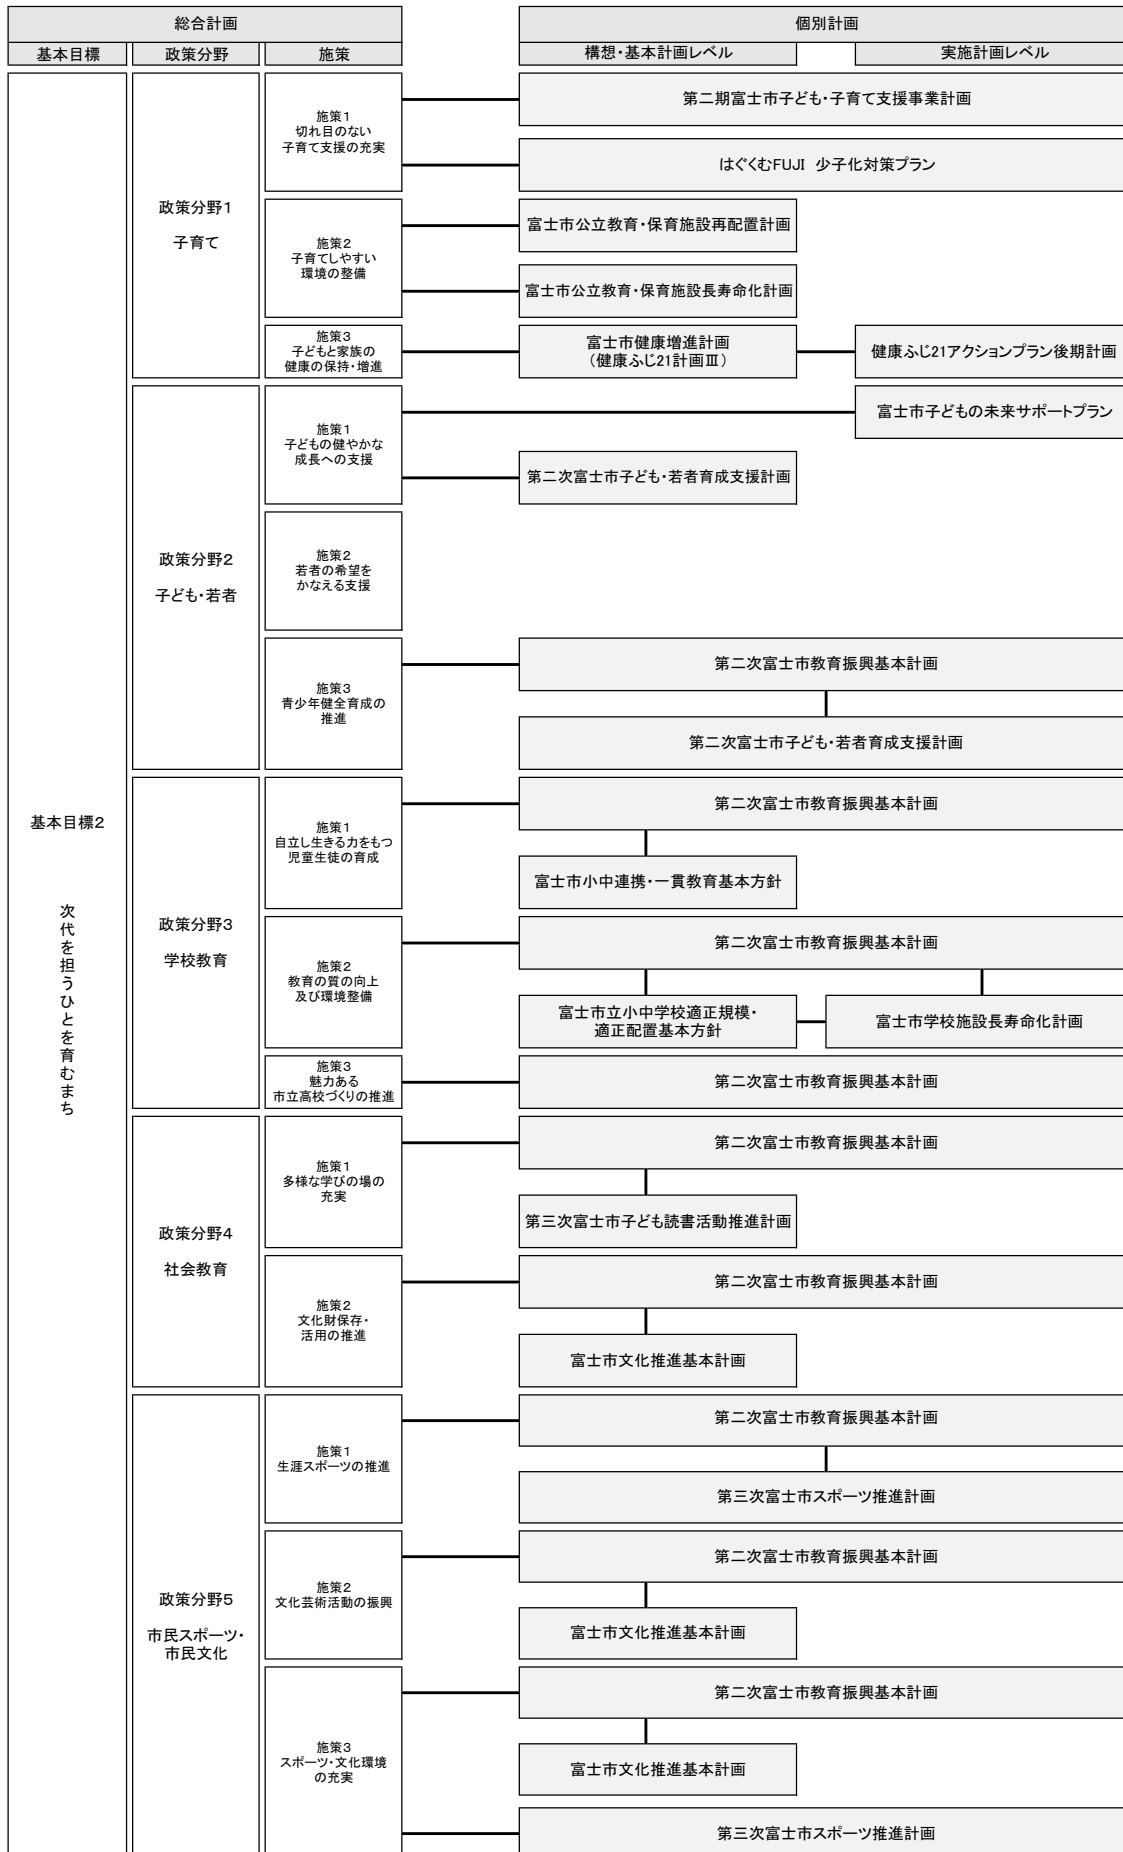 総合計画
個別計画
基本目標
政策分野
施策
構想・基本計画レベル
実施計画レベル
基本目標2
次代を担うひとを育むまち
政策分野1
子育て
施策1
切れ目のない
子育て支援の充実
第二期富士市子ども・子育て支援事業計画
はぐくむFUJI 少子化対策プラン
施策2
子育てしやすい
環境の整備
富士市公立教育・保育施設再配置計画
富士市公立教育・保育施設長寿命化計画
施策3
子どもと家族の
健康の保持・増進
富士市健康増進計画
（健康ふじ21計画Ⅲ）
健康ふじ21アクションプラン後期計画
政策分野2
子ども・若者
施策1
子どもの健やかな
成長への支援
富士市子どもの未来サポートプラン
第二次富士市子ども・若者育成支援計画
施策2
若者の希望を
かなえる支援
施策3
青少年健全育成の
推進
第二次富士市教育振興基本計画
第二次富士市子ども・若者育成支援計画
政策分野3
学校教育
施策1
自立し生きる力をもつ
児童生徒の育成
第二次富士市教育振興基本計画
富士市小中連携・一貫教育基本方針
施策2
教育の質の向上
及び環境整備
第二次富士市教育振興基本計画
富士市立小中学校適正規模・
適正配置基本方針
富士市学校施設長寿命化計画
施策3
魅力ある
市立高校づくりの推進
第二次富士市教育振興基本計画
政策分野4
社会教育
施策1
多様な学びの場の
充実
第二次富士市教育振興基本計画
第三次富士市子ども読書活動推進計画
施策2
文化財保存・
活用の推進
第二次富士市教育振興基本計画
富士市文化推進基本計画
政策分野5
市民スポーツ・
市民文化
施策1
生涯スポーツの推進
第二次富士市教育振興基本計画
第三次富士市スポーツ推進計画
施策2
文化芸術活動の振興
第二次富士市教育振興基本計画
富士市文化推進基本計画
施策3
スポーツ・文化環境
の充実
第二次富士市教育振興基本計画
富士市文化推進基本計画
第三次富士市スポーツ推進計画